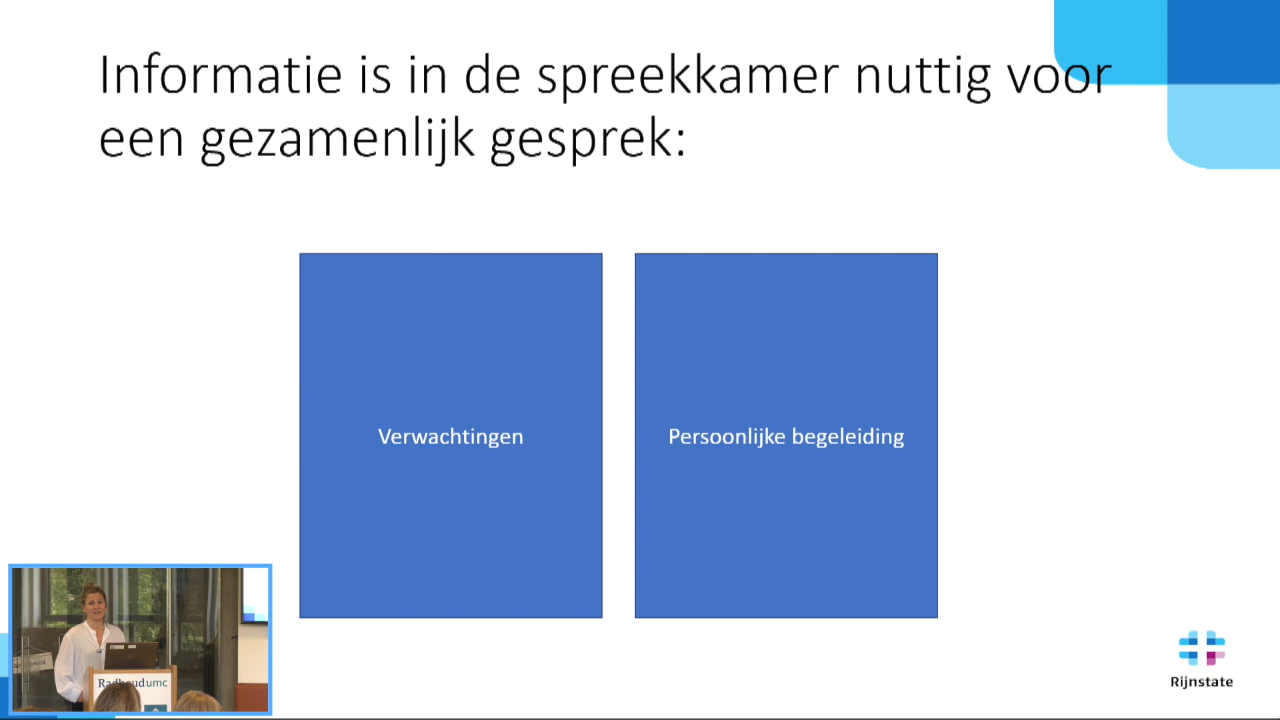 Informatie is in de spreekkamer nuttig voor
een gezamenlijk gesprek:
Verwachtingen
Persoonlijke begeleiding
Radboudumc
Rijnstate